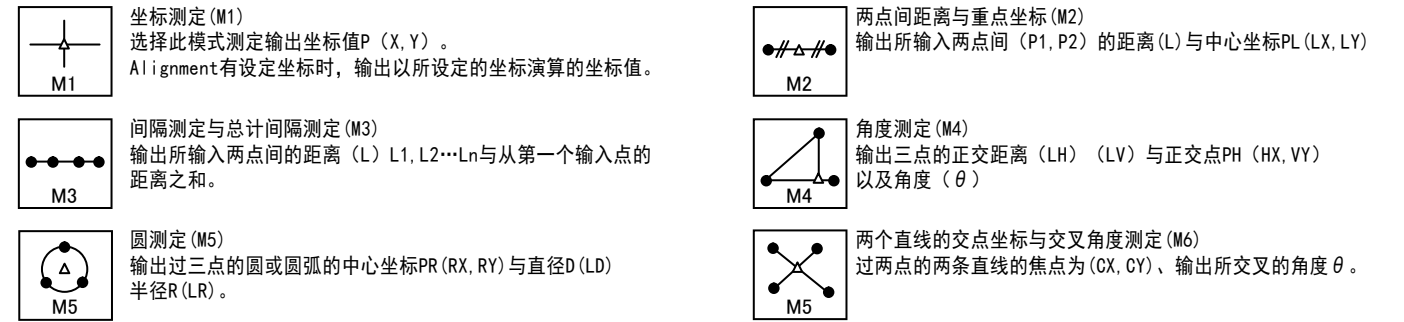 坐标测定(M1)
选择此模式测定输出坐标值P（X,Y）。
Alignment有设定坐标时，输出以所设定的坐标演算的坐标值。
M1
两点间距离与重点坐标(M2)
输出所输入两点间（P1,P2）的距离(L)与中心坐标PL(LX,LY)
M2
间隔测定与总计间隔测定(M3)
输出所输入两点间的距离（L）L1,L2…Ln与从第一个输入点的
距离之和。
M3
角度测定(M4)
输出三点的正交距离（LH）（LV）与正交点PH（HX,VY）
以及角度（θ）
M4
圆测定(M5)
输出过三点的圆或圆弧的中心坐标PR(RX,RY)与直径D(LD)
半径R(LR)。
M5
两个直线的交点坐标与交叉角度测定(M6)
过两点的两条直线的焦点为(CX,CY)、输出所交叉的角度θ。
M5